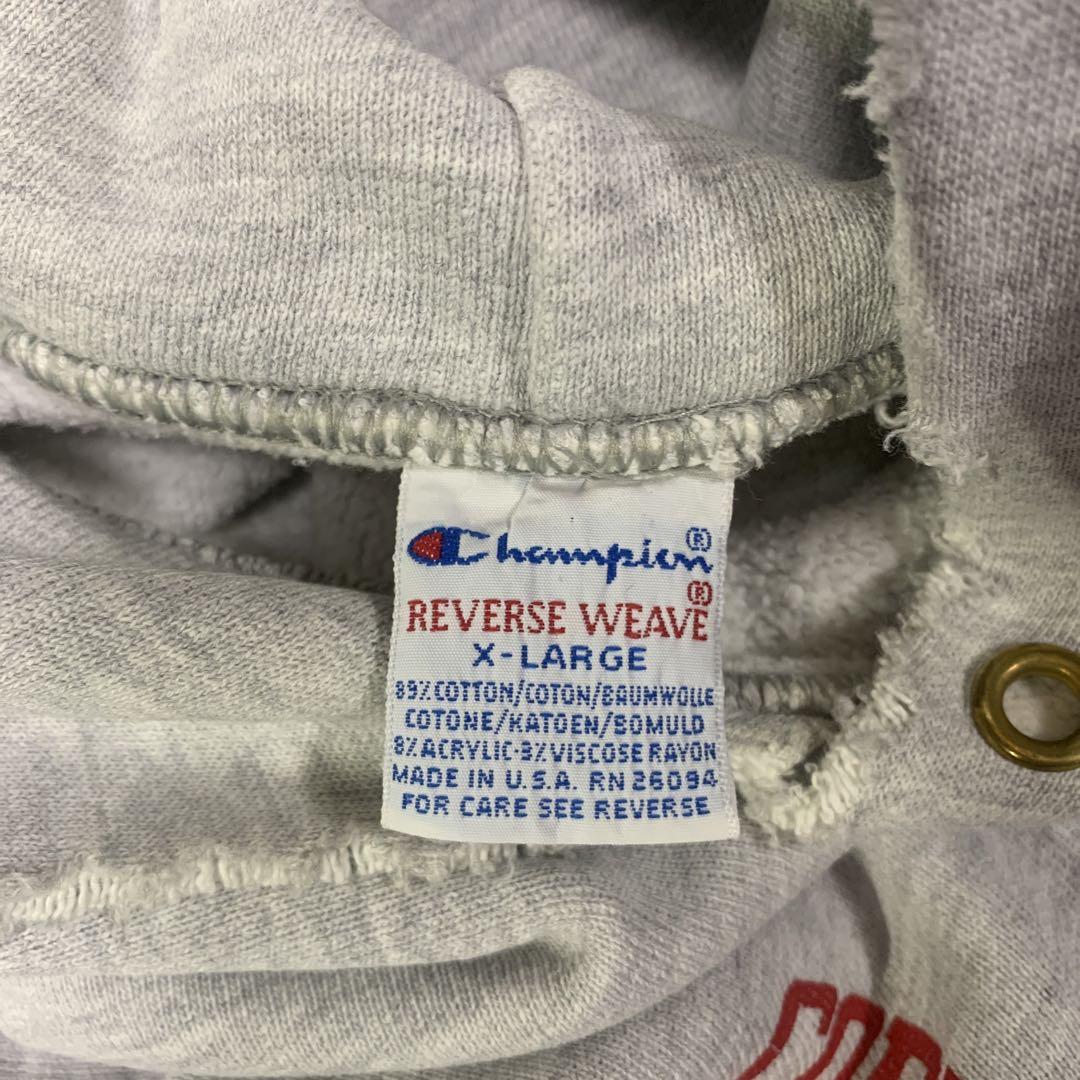 Champion®
REVERSE WEAVE®
X-LARGE
89% COTTON/COTON/BAUMWOLLE
COTONE/KATOEN/BOMULD
8% ACRYLIC-3% VISCOSE RAYON
MADE IN U.S.A. RN 26094
FOR CARE SEE REVERSE